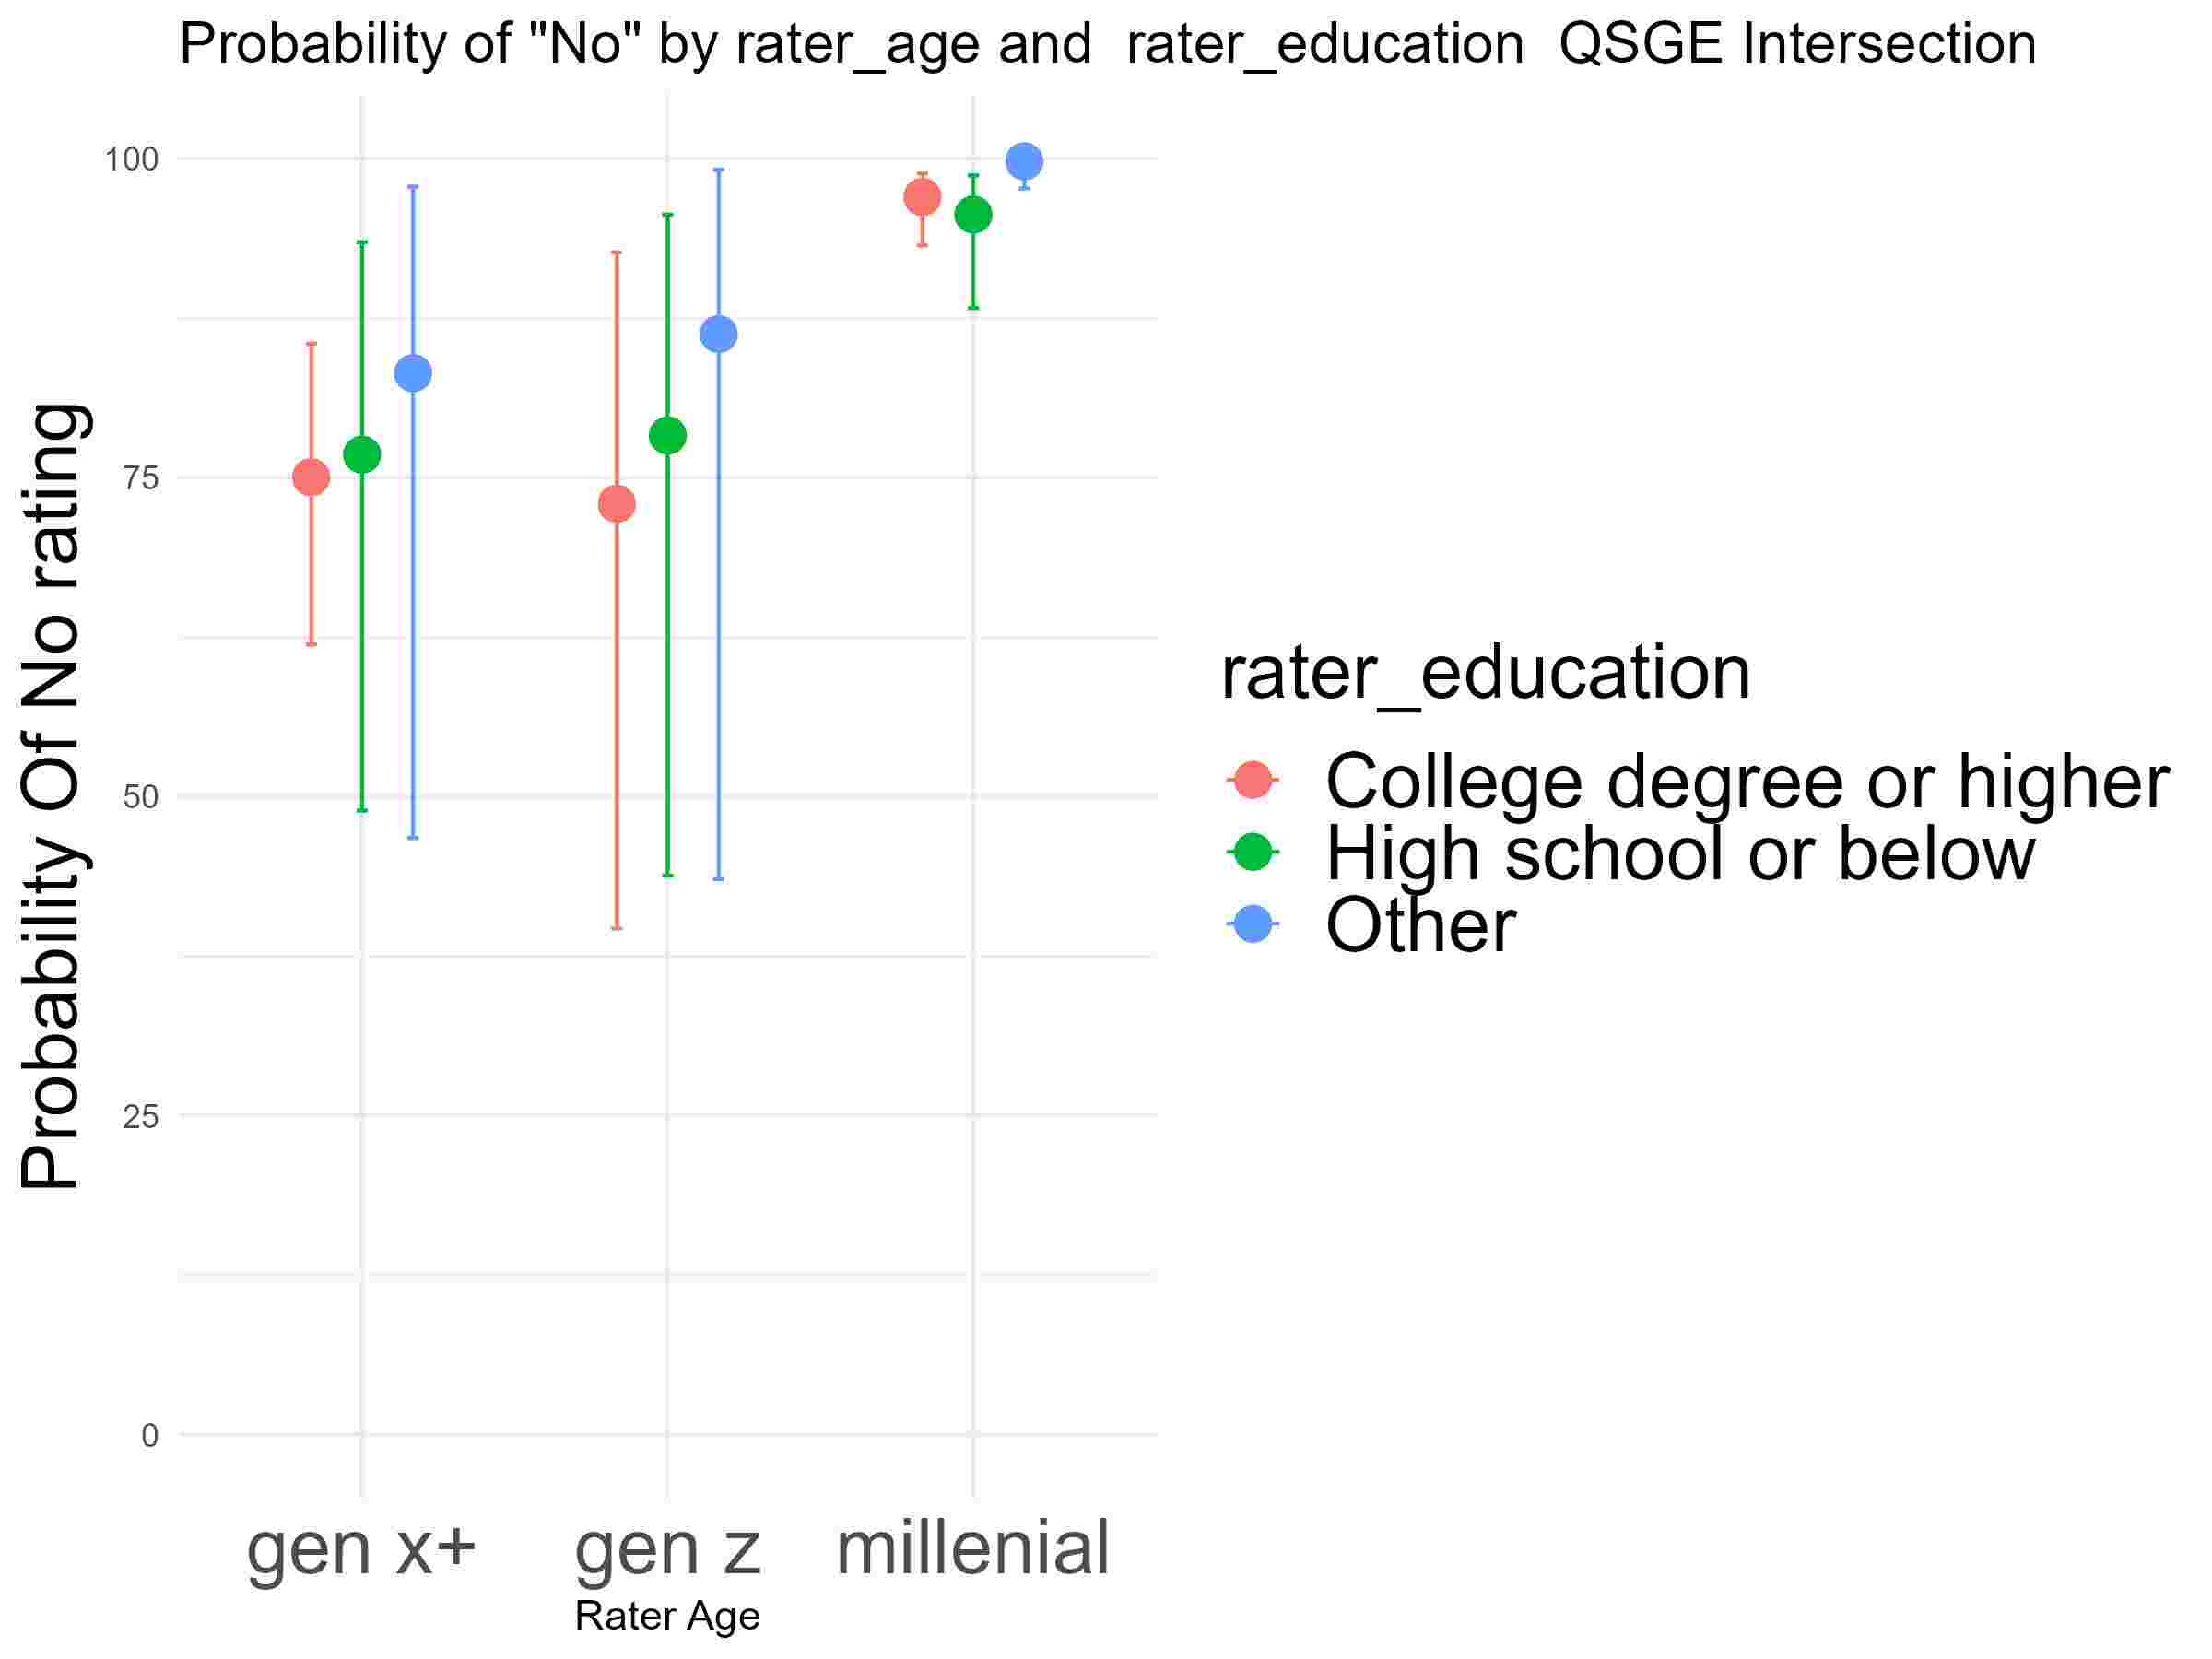 Probability of "No" by rater_age and  rater_education  QSGE Intersection
Probability Of No rating
100
75
50
25
0
gen x+ gen z millenial
Rater Age
rater_education
College degree or higher
High school or below
Other